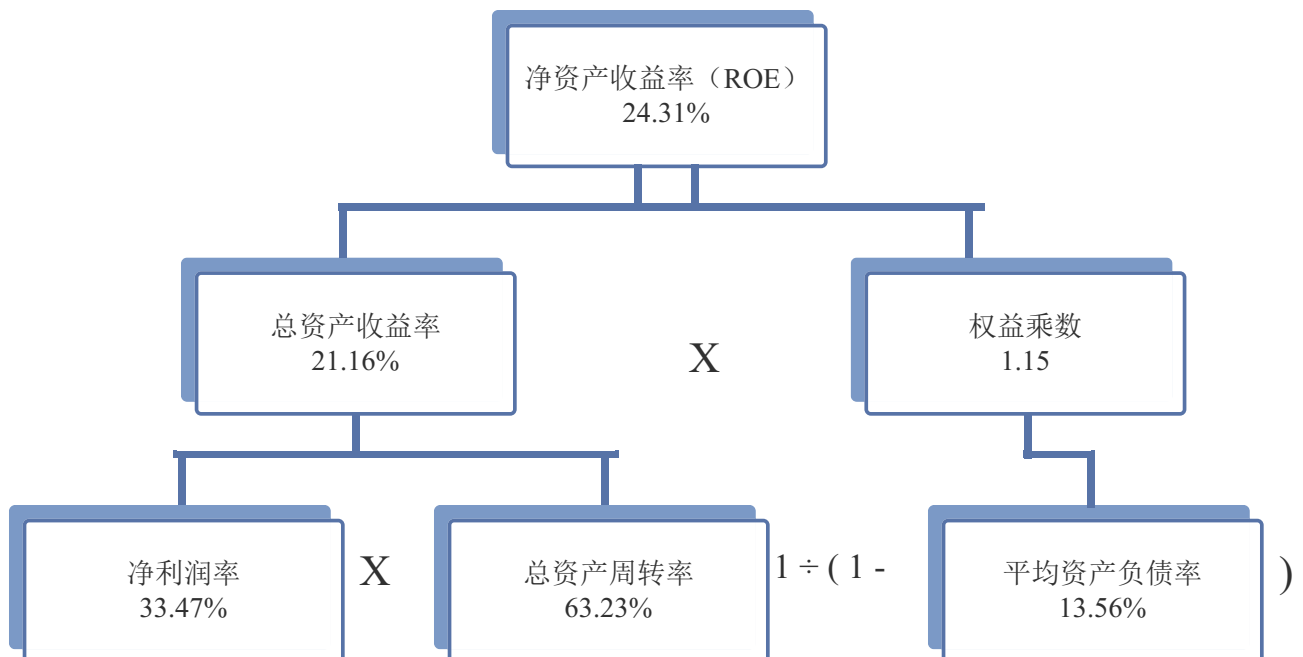 净资产收益率（ROE）
24.31%
总资产收益率
21.16%
X
权益乘数
1.15
净利润率
33.47%
X
总资产周转率
63.23%
1 ÷ ( 1 -
平均资产负债率
13.56%
)